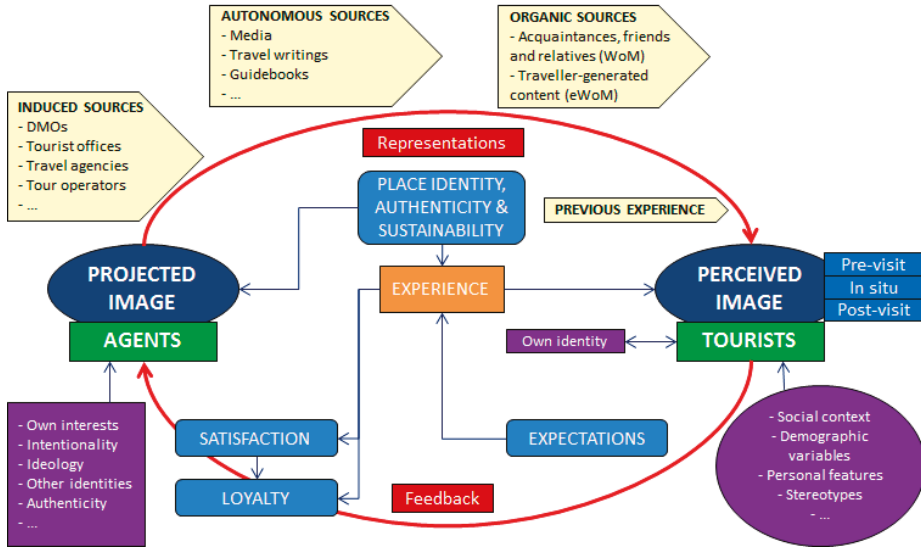 AUTONOMOUS SOURCES
- Media
- Travel writings
- Guidebooks
- ...
ORGANIC SOURCES
- Acquaintances, friends
and relatives (WoM)
- Traveller-generated
content (eWoM)
INDUCED SOURCES
- DMOs
- Tourist offices
- Travel agencies
- Tour operators
- ...
Representations
PLACE IDENTITY,
AUTHENTICITY &
SUSTAINABILITY
PREVIOUS EXPERIENCE
PROJECTED
IMAGE
AGENTS
EXPERIENCE
PERCEIVED
IMAGE
TOURISTS
Pre-visit
In situ
Post-visit
Own identity
- Own interests
- Intentionality
- Ideology
- Other identities
- Authenticity
- ...
SATISFACTION
LOYALTY
EXPECTATIONS
Feedback
- Social context
- Demographic
variables
- Personal features
- Stereotypes
- ...